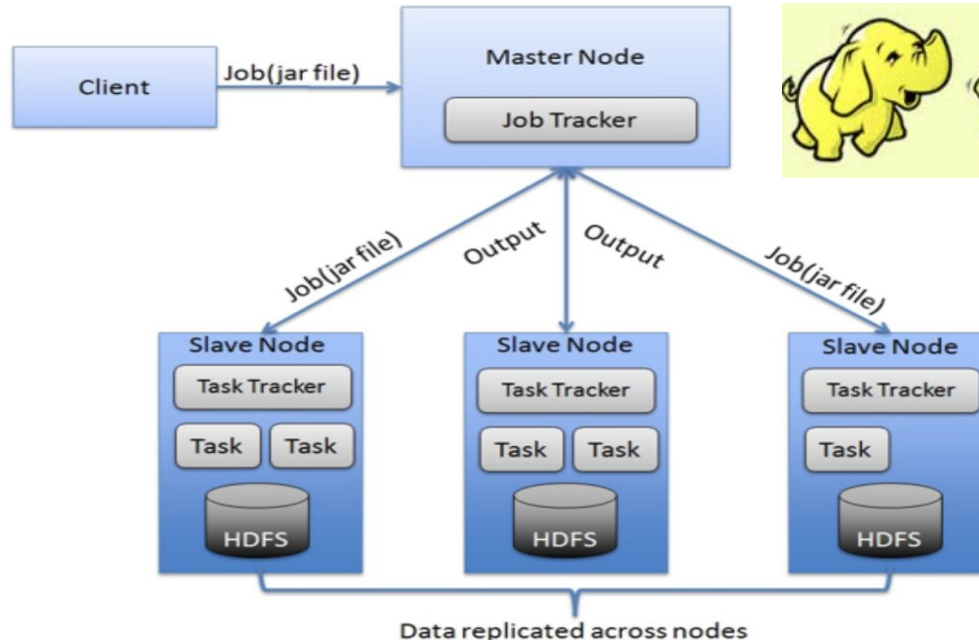 Client
Job(jar file)
Master Node
Job Tracker
Job(jar file)
Output
Output
Job(jar file)
Slave Node
Slave Node
Slave Node
Task Tracker
Task Tracker
Task Tracker
Task
Task
Task
Task
Task
HDFS
HDFS
HDFS
Data replicated across nodes